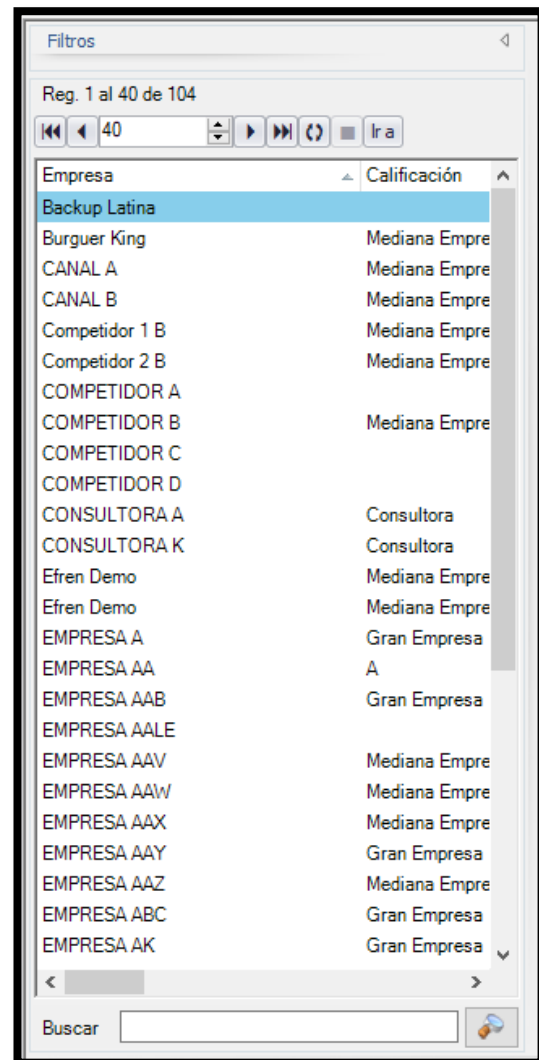 Filtros
Reg. 1 al 40 de 104
40 Ir a
Empresa Calificación
Backup Latina
Burguer King Mediana Empre
CANAL A Mediana Empre
CANAL B Mediana Empre
Competidor 1 B Mediana Empre
Competidor 2 B Mediana Empre
COMPETIDOR A
COMPETIDOR B Mediana Empre
COMPETIDOR C
COMPETIDOR D
CONSULTORA A Consultora
CONSULTORA K Consultora
Efren Demo Mediana Empre
Efren Demo Mediana Empre
EMPRESA A Gran Empresa
EMPRESA AA A
EMPRESA AAB Gran Empresa
EMPRESA AALE
EMPRESA AAV Mediana Empre
EMPRESA AAW Mediana Empre
EMPRESA AAX Mediana Empre
EMPRESA AAY Gran Empresa
EMPRESA AAZ Mediana Empre
EMPRESA ABC Gran Empresa
EMPRESA AK Gran Empresa
Buscar